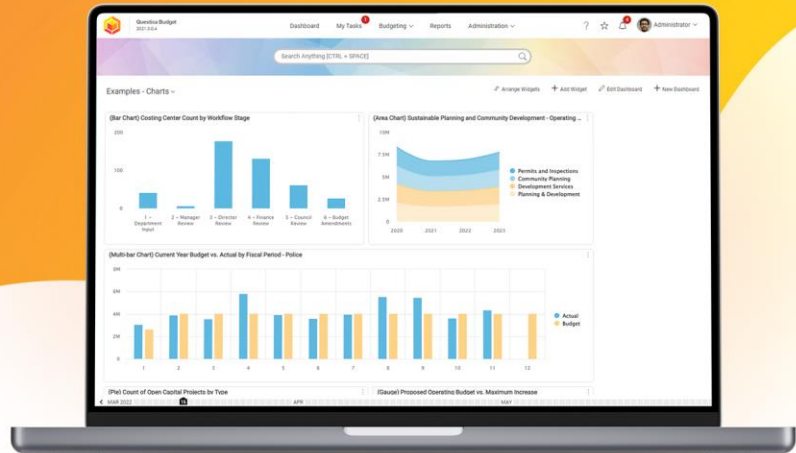 Questica Budget
2021.0.0.4
Dashboard
My Tasks
1
Budgeting
Reports
Administration
?
Administrator
Search Anything [CTRL + SPACE]
Examples - Charts
Arrange Widgets
Add Widget
Edit Dashboard
New Dashboard
(Bar Chart) Costing Center Count by Workflow Stage
200
100
0
1 - Department Input
2 - Manager Review
3 - Director Review
4 - Finance Review
5 - Council Review
6 - Budget Amendments
(Area Chart) Sustainable Planning and Community Development - Operating ...
10M
7.5M
5M
2.5M
0
2020 2021 2022 2023
Permits and Inspections
Community Planning
Development Services
Planning & Development
(Multi-bar Chart) Current Year Budget vs. Actual by Fiscal Period - Police
4M
2M
0
1 2 3 4 5 6 7 8 9 10 11 12
Actual
Budget
(Pie) Count of Open Capital Projects by Type
(Gauge) Proposed Operating Budget vs. Maximum Increase
MAR 2022
APR
MAY